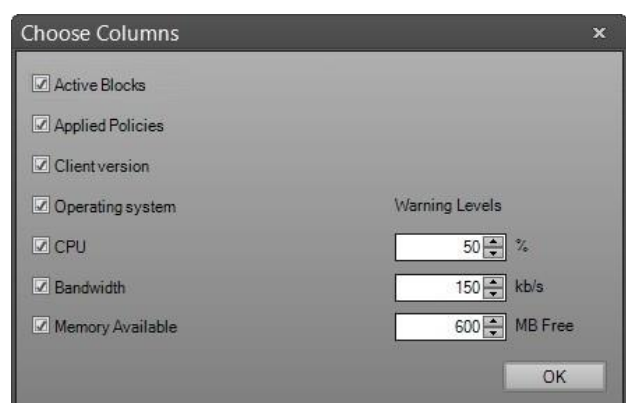 Choose Columns x
Active Blocks
Applied Policies
Client version
Operating system Warning Levels
CPU 50 %
Bandwidth 150 kb/s
Memory Available 600 MB Free
OK